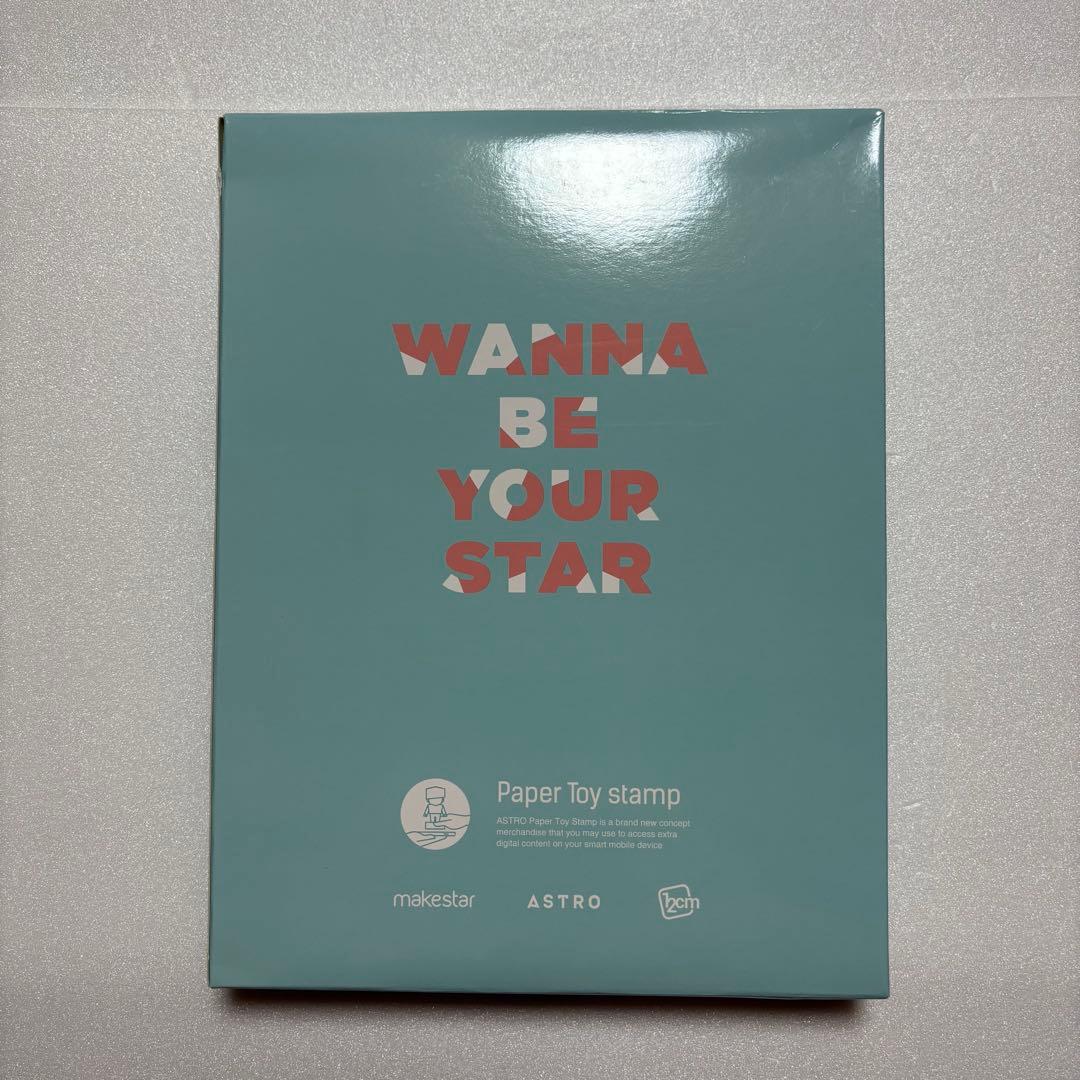 WANNA
BE
YOUR
STAR
Paper Toy stamp
ASTRO Paper Toy Stamp is a brand new concept
merchandise that you may use to access extra
digital content on your smart mobile device
makestar ASTRO 12cm